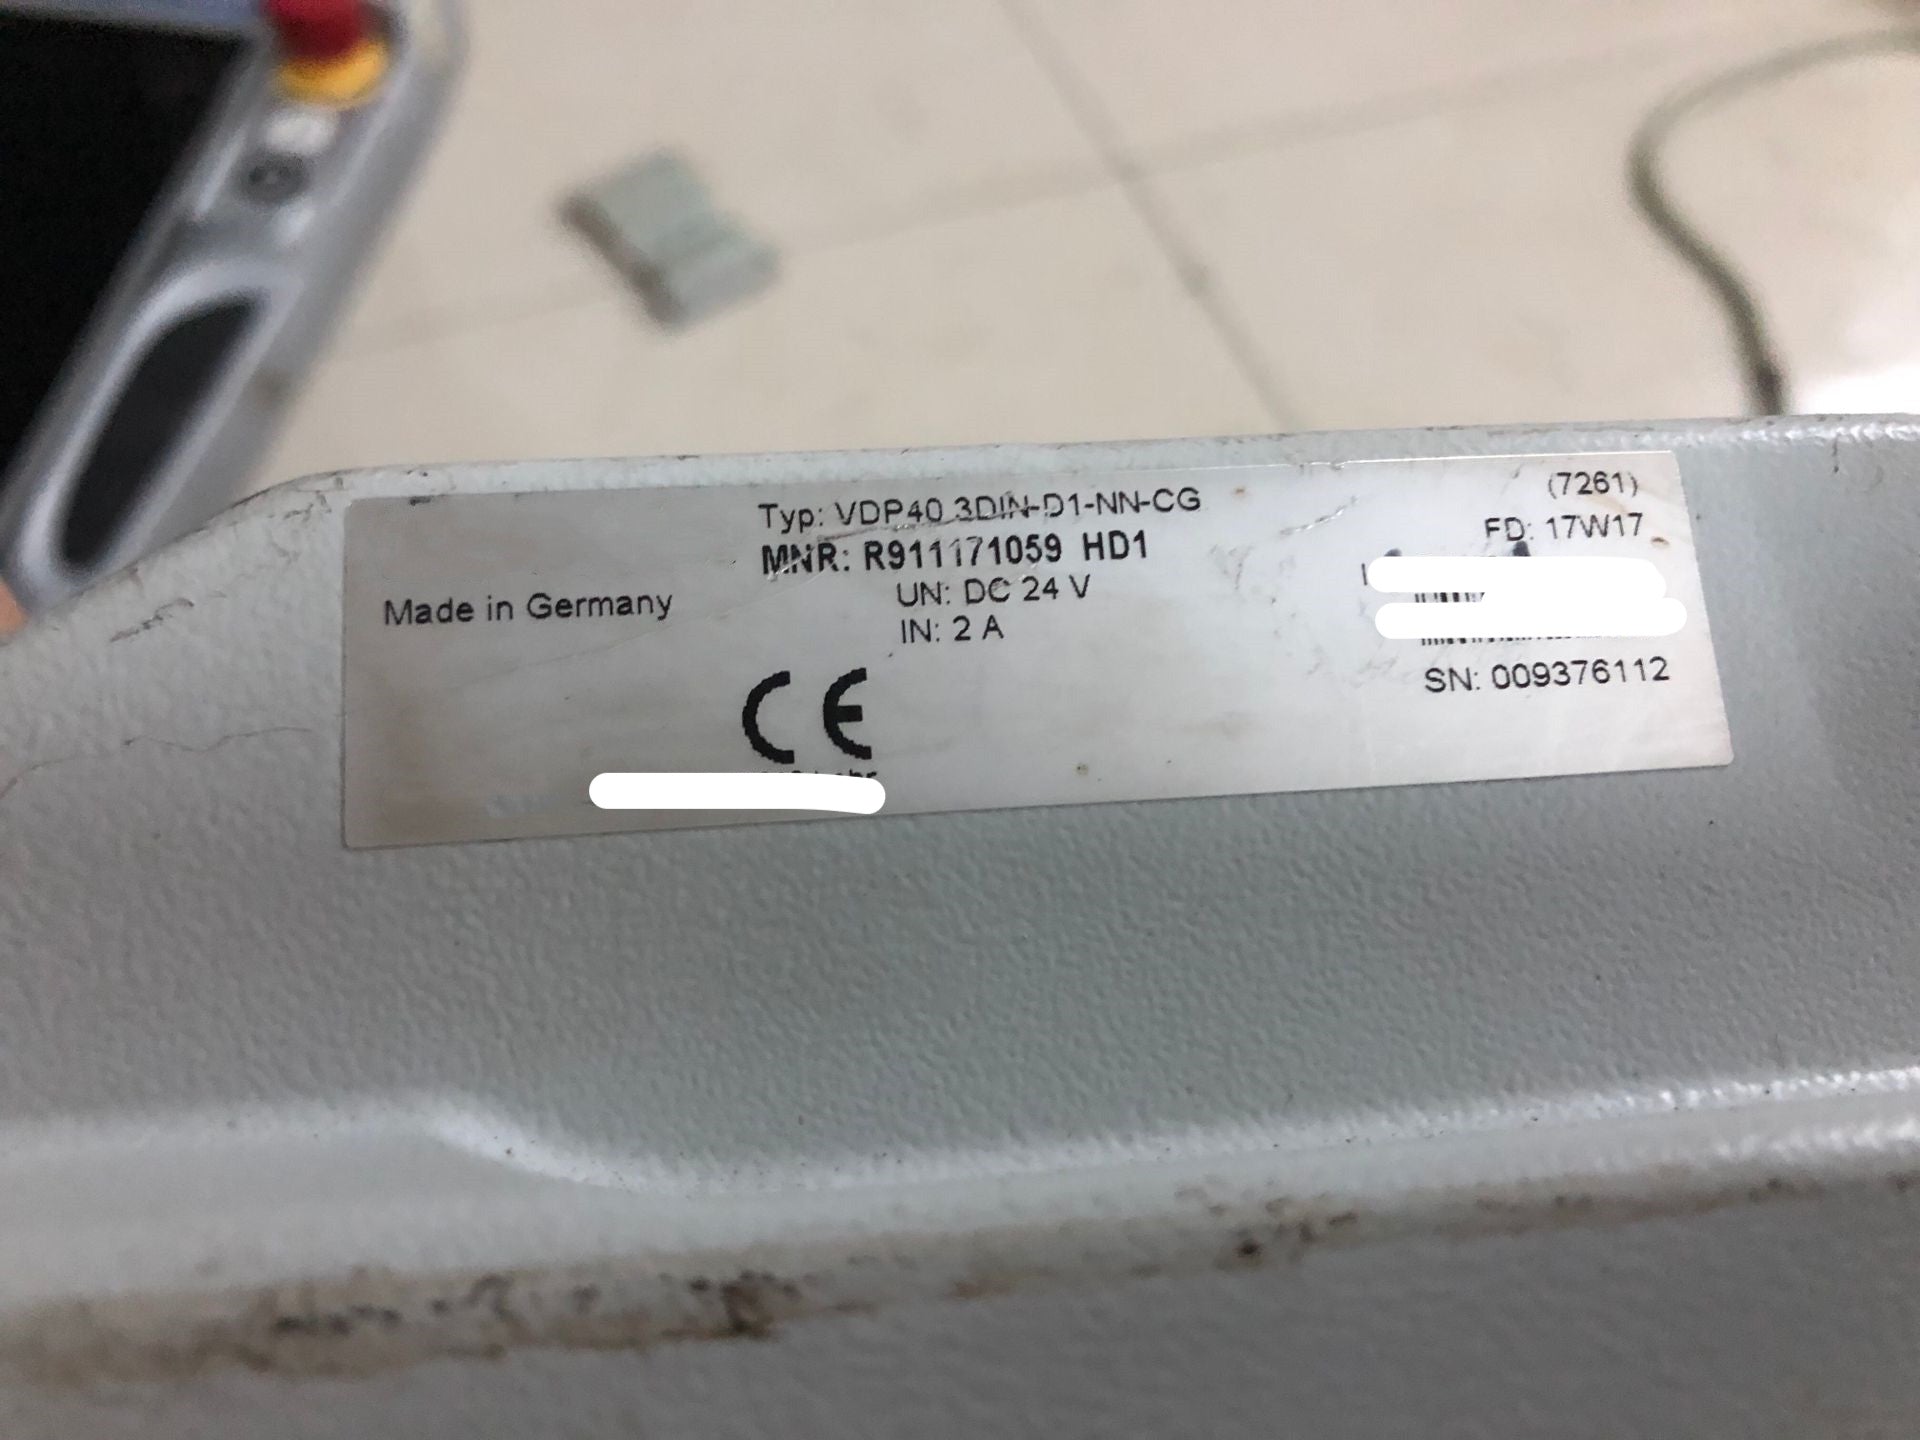 Typ: VDP40.3DIN-D1-NN-CG
MNR: R911171059 HD1
UN: DC 24 V
IN: 2 A
Made in Germany
CE
(7261)
FD: 17W17
SN: 009376112